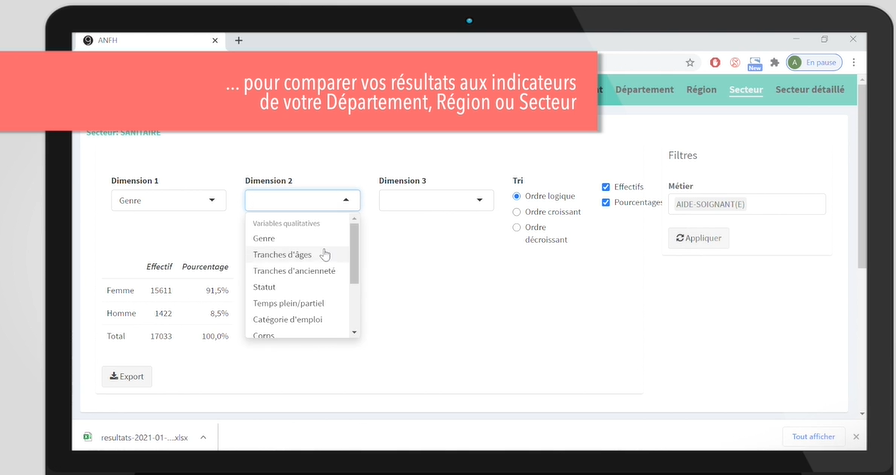 ANFH
... pour comparer vos résultats aux indicateurs
de votre Département, Région ou Secteur
New
A
En pause
Département Région Secteur Secteur détaillé
Secteur: SANITAIRE
Filtres
Dimension 1
Genre
Dimension 2
Dimension 3
Tri
Ordre logique
Ordre croissant
Ordre
décroissant
Effectifs
Pourcentages
Métier
AIDE-SOIGNANT(E)
Appliquer
Variables qualitatives
Genre
Tranches d'âges
Tranches d'ancienneté
Statut
Temps plein/partiel
Catégorie d'emploi
Corps
Effectif Pourcentage
Femme 15611 91,5%
Homme 1422 8,5%
Total 17033 100,0%
Export
resultats-2021-01-....xlsx
Tout afficher